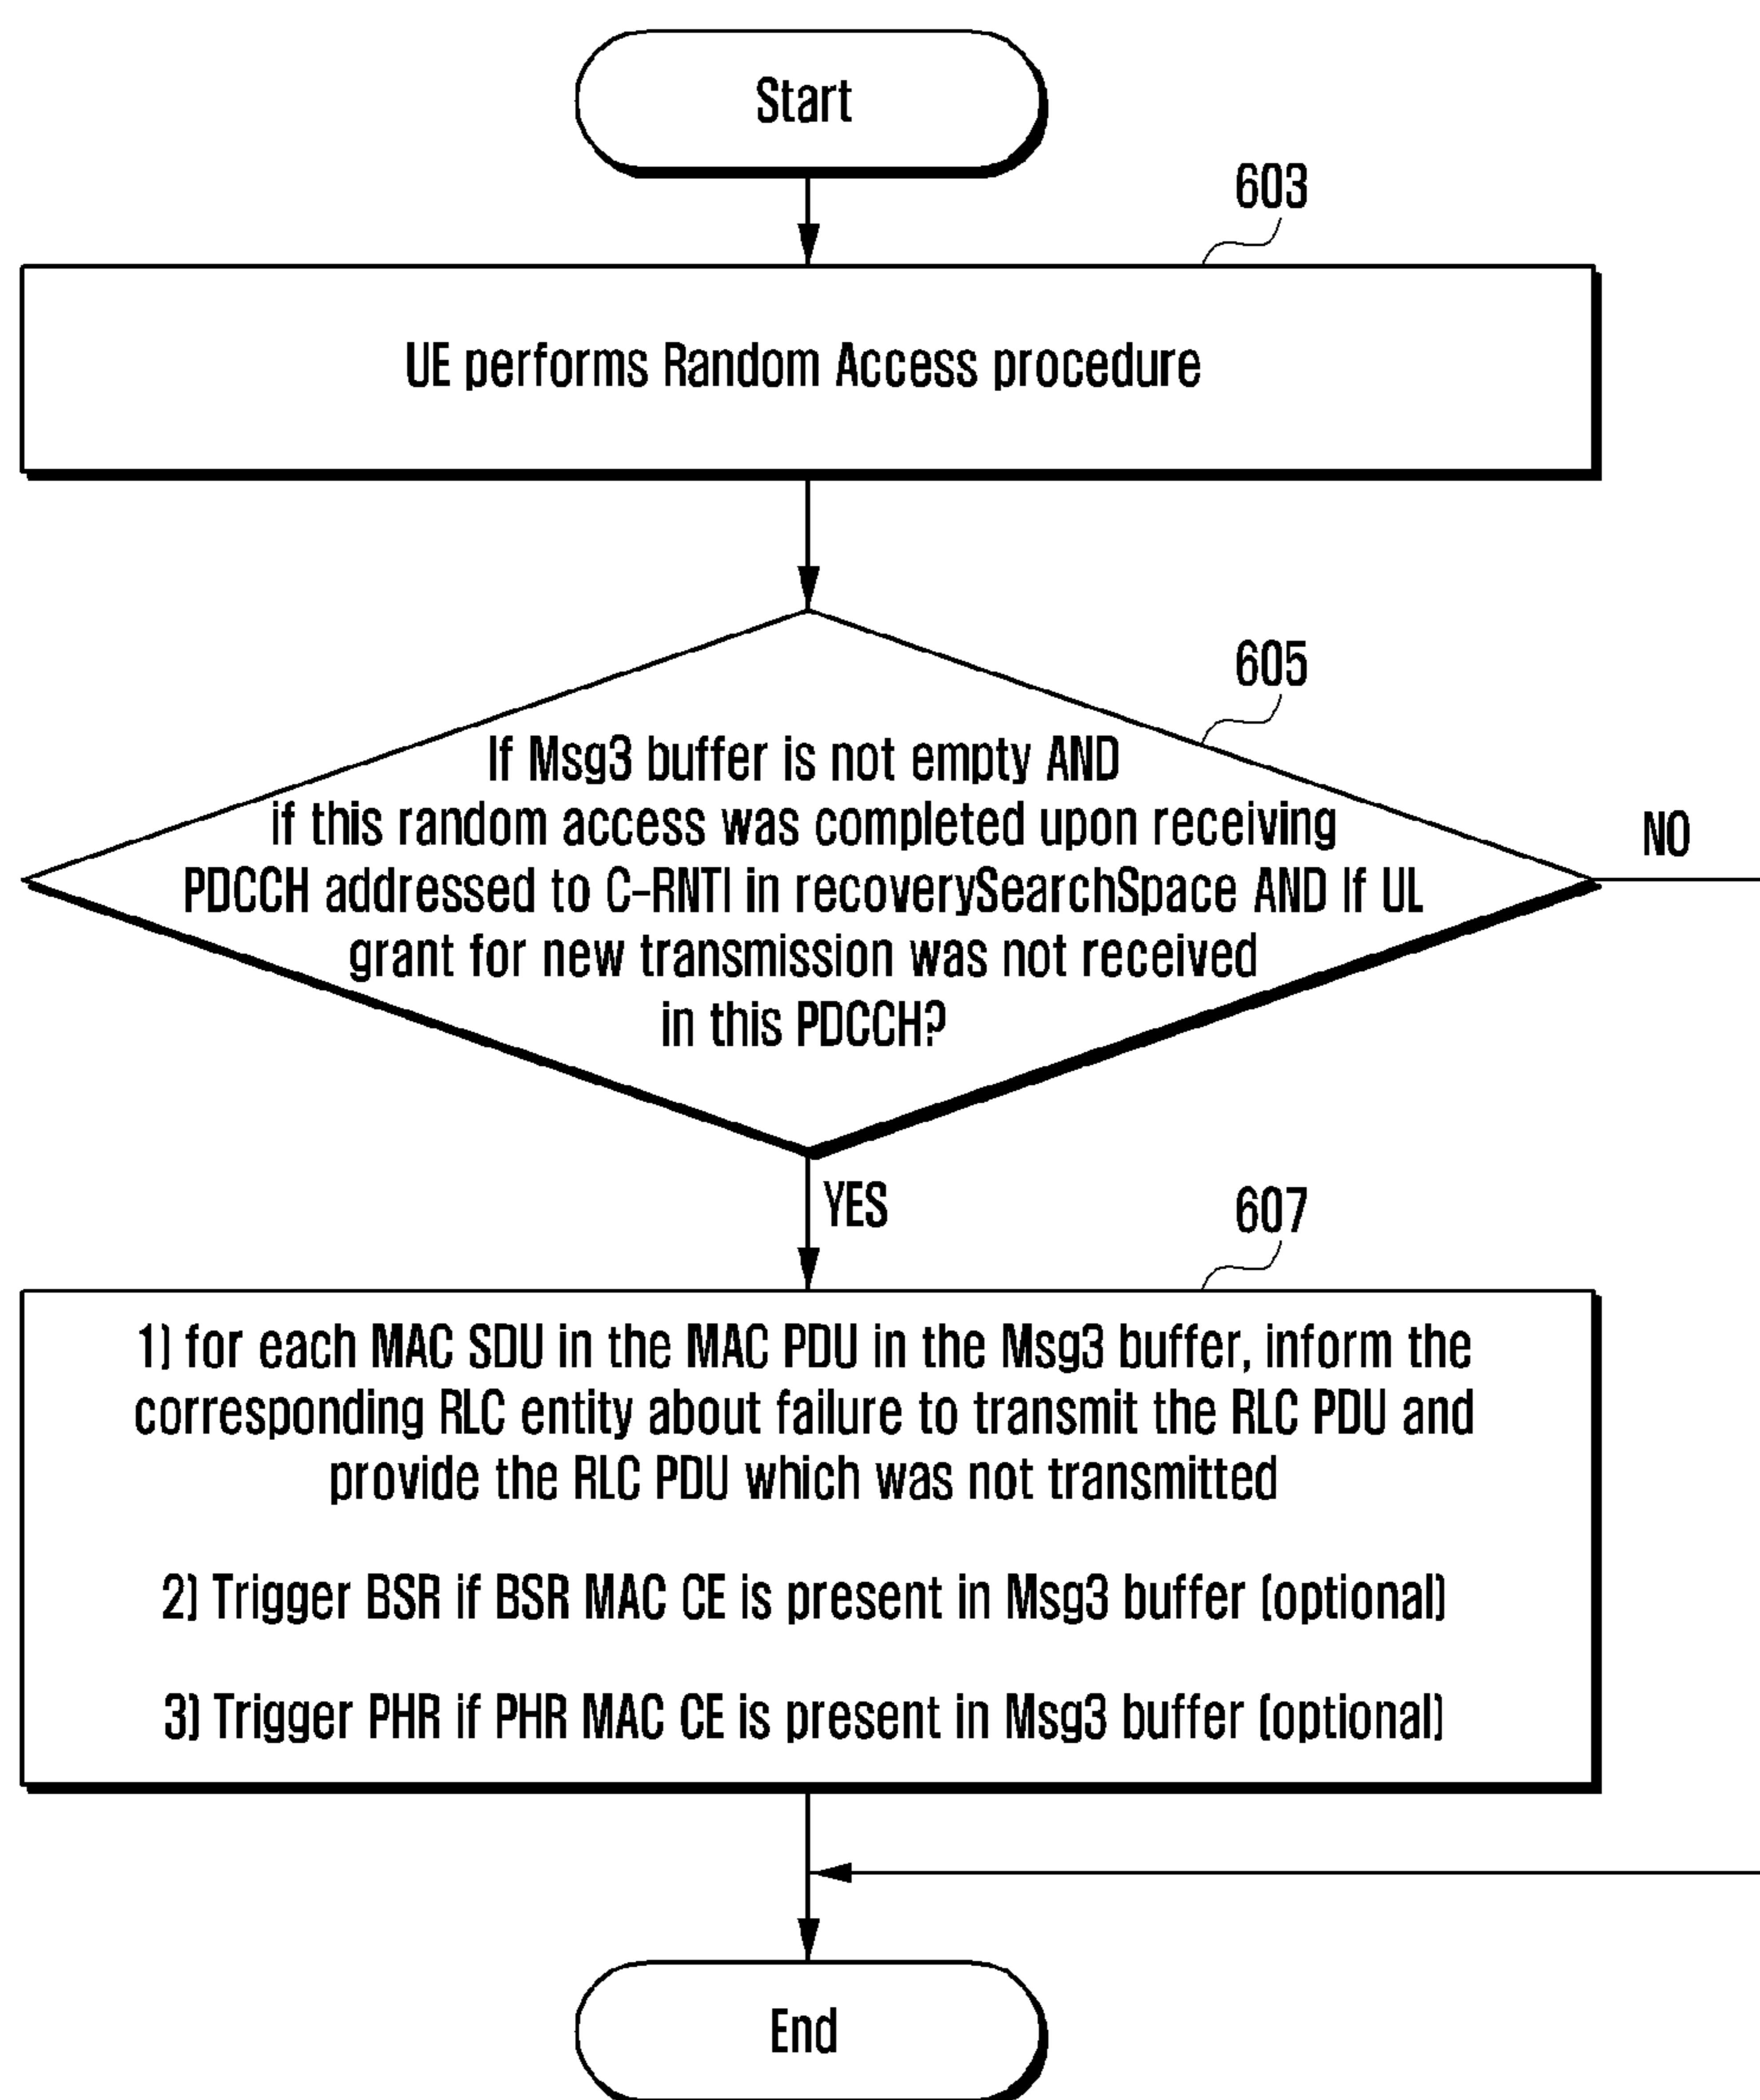 Start
603
UE performs Random Access procedure
605
If Msg3 buffer is not empty AND
if this random access was completed upon receiving
PDCCH addressed to C-RNTI in recoverySearchSpace AND If UL
grant for new transmission was not received
in this PDCCH?
NO
YES
607
1) for each MAC SDU in the MAC PDU in the Msg3 buffer, inform the
corresponding RLC entity about failure to transmit the RLC PDU and
provide the RLC PDU which was not transmitted
2) Trigger BSR if BSR MAC CE is present in Msg3 buffer (optional)
3) Trigger PHR if PHR MAC CE is present in Msg3 buffer (optional)
End